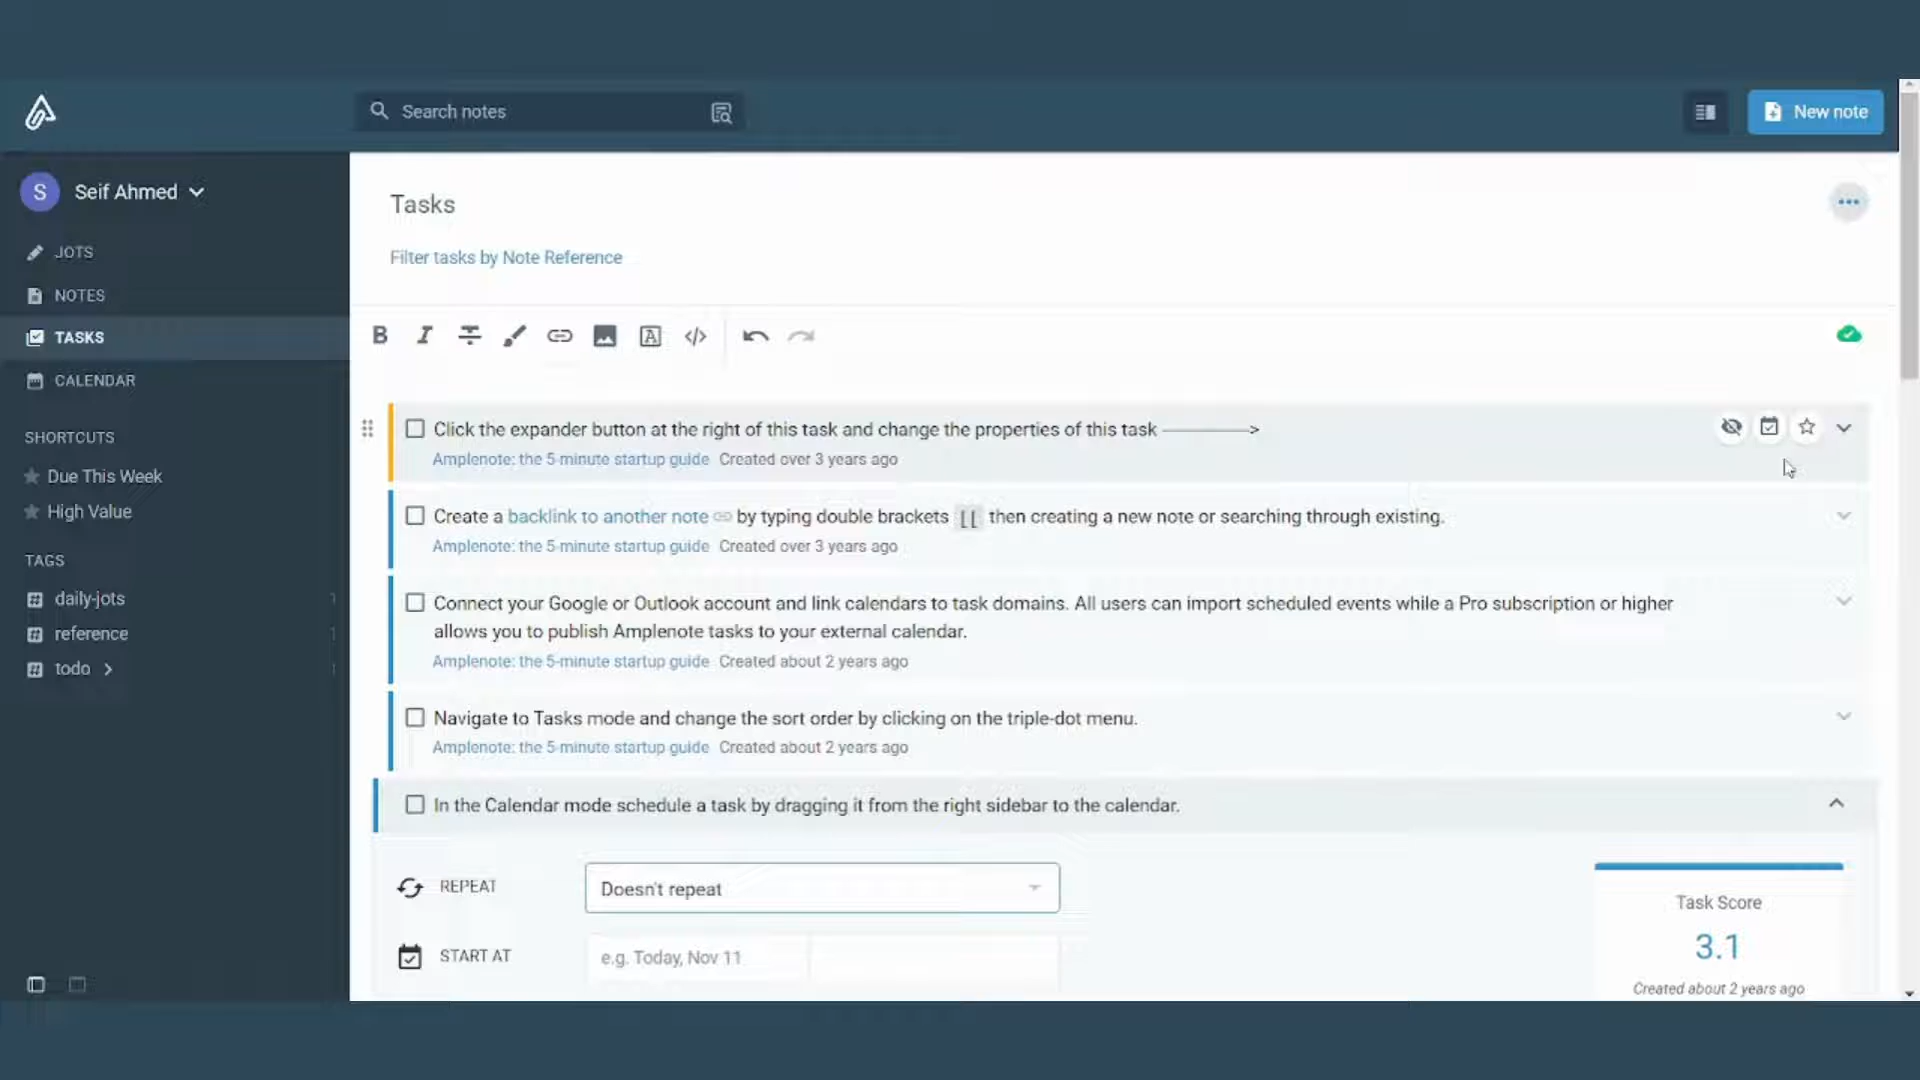 Search notes
New note
S Seif Ahmed
JOTS
NOTES
TASKS
CALENDAR
SHORTCUTS
Due This Week
High Value
TAGS
daily-jots 1
reference 1
todo 1
Tasks
Filter tasks by Note Reference
B I A </>
Click the expander button at the right of this task and change the properties of this task ————>
Amplenote: the 5-minute startup guide Created over 3 years ago
Create a backlink to another note by typing double brackets [[ then creating a new note or searching through existing.
Amplenote: the 5-minute startup guide Created over 3 years ago
Connect your Google or Outlook account and link calendars to task domains. All users can import scheduled events while a Pro subscription or higher
allows you to publish Amplenote tasks to your external calendar.
Amplenote: the 5-minute startup guide Created about 2 years ago
Navigate to Tasks mode and change the sort order by clicking on the triple-dot menu.
Amplenote: the 5-minute startup guide Created about 2 years ago
In the Calendar mode schedule a task by dragging it from the right sidebar to the calendar.
REPEAT
Doesn't repeat
START AT
e.g. Today, Nov 11
Task Score
3.1
Created about 2 years ago